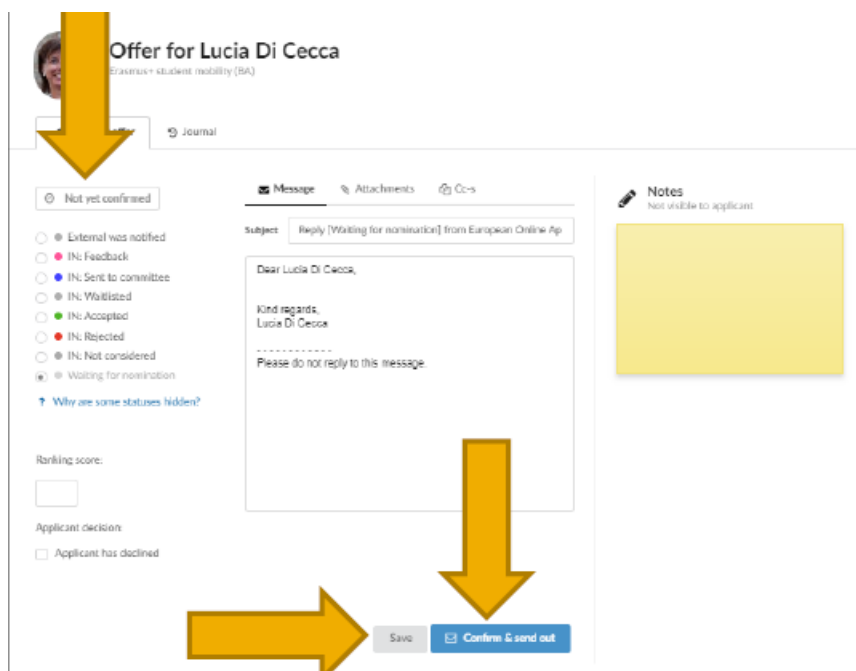 Offer for Lucia Di Cecca
Erasmus+ student mobility (BA)
offer
Journal
Not yet confirmed
External was notified
IN: Feedback
IN: Sent to committee
IN: Waitlisted
IN: Accepted
IN: Rejected
IN: Not considered
Waiting for nomination
? Why are some statuses hidden?
Ranking score:
Applicant decision:
Applicant has declined
Message
Attachments
Cc-s
Subject Reply [Waiting for nomination] from European Online Ap
Dear Lucia Di Cecca,
Kind regards,
Lucia Di Cecca
- - - - - - - - - - - -
Please do not reply to this message.
Save
Confirm & send out
Notes
Not visible to applicant